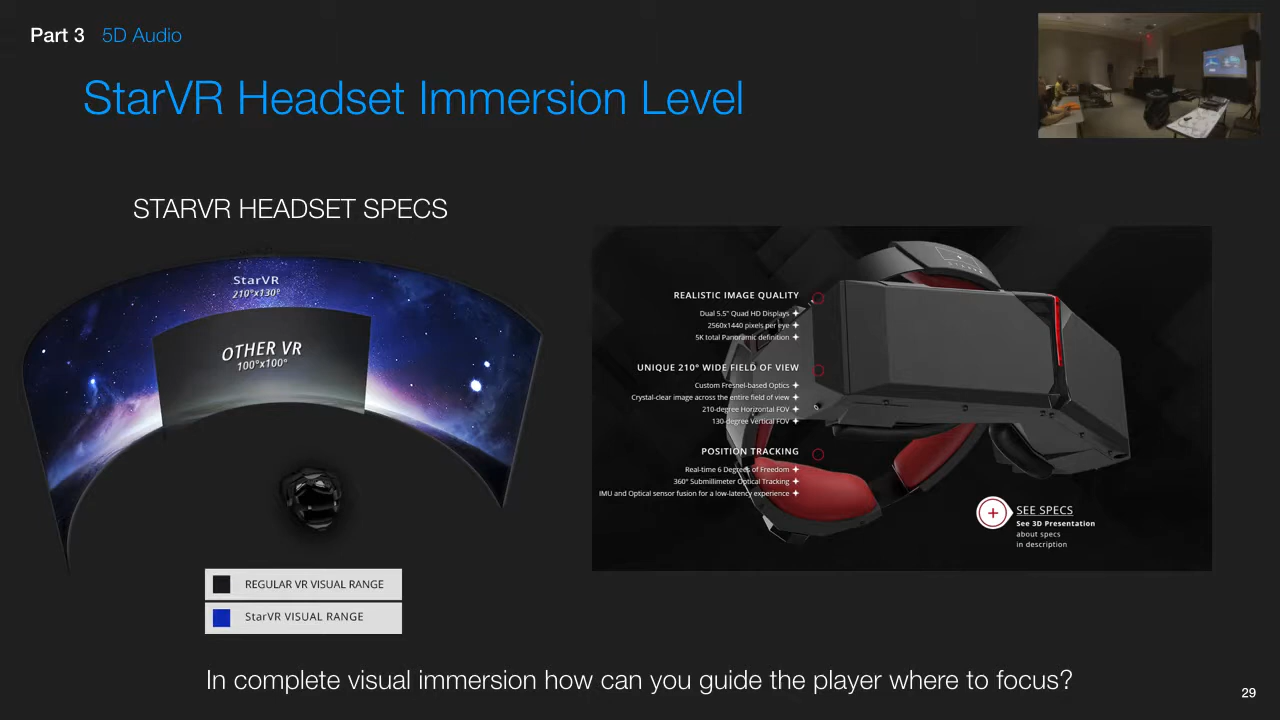 Part 3 5D Audio
StarVR Headset Immersion Level
STARVR HEADSET SPECS
StarVR
210°x130º
OTHER VR
100°x100°
REGULAR VR VISUAL RANGE
StarVR VISUAL RANGE
REALISTIC IMAGE QUALITY
Dual 5.5" Quad HD Displays
2560x1440 pixels per eye
5K total Panoramic definition
UNIQUE 210° WIDE FIELD OF VIEW
Custom Fresnel-based Optics
Crystal-clear image across the entire field of view
210-degree Horizontal FOV
130-degree Vertical FOV
POSITION TRACKING
Real-time 6 Degrees of Freedom
360° Submillimeter Optical Tracking
IMU and Optical sensor fusion for a low-latency experience
SEE SPECS
See 3D Presentation
about specs
in description
In complete visual immersion how can you guide the player where to focus?
29